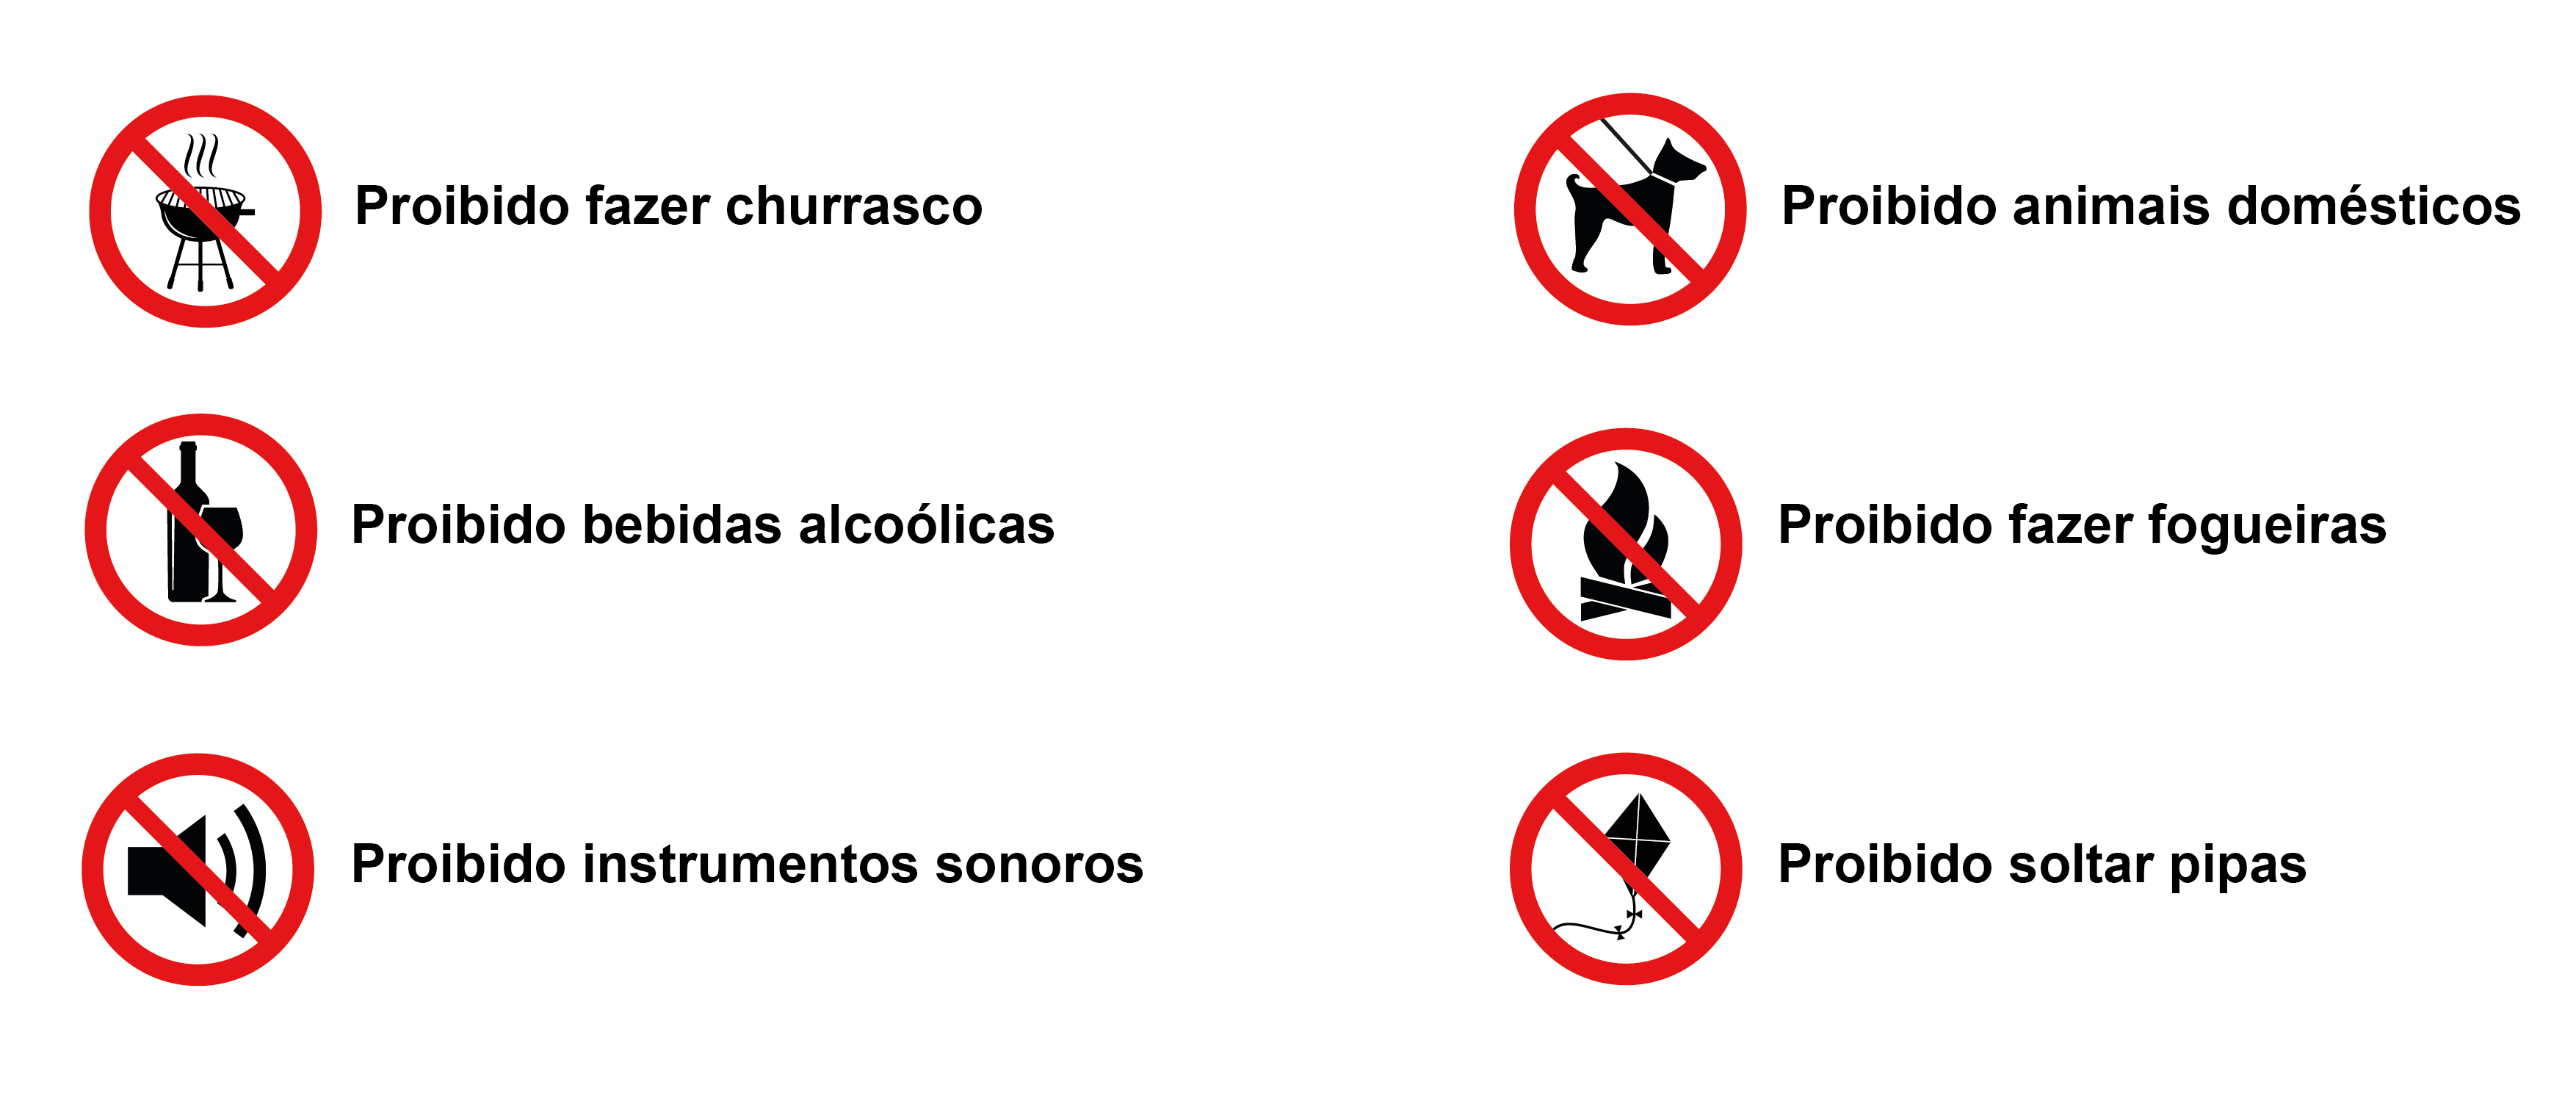 Proibido fazer churrasco
Proibido animais domésticos
Proibido bebidas alcoólicas
Proibido fazer fogueiras
Proibido instrumentos sonoros
Proibido soltar pipas